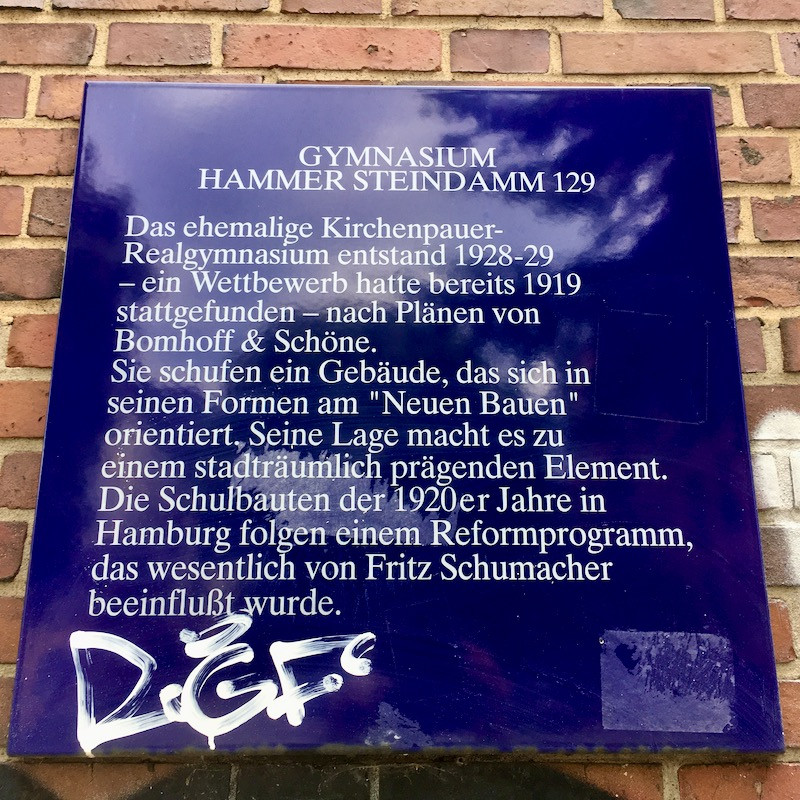 GYMNASIUM
HAMMER STEINDAMM 129
Das ehemalige Kirchenpauer-
Realgymnasium entstand 1928-29
– ein Wettbewerb hatte bereits 1919
stattgefunden – nach Plänen von
Bomhoff & Schöne.
Sie schufen ein Gebäude, das sich in
seinen Formen am "Neuen Bauen"
orientiert. Seine Lage macht es zu
einem stadträumlich prägenden Element.
Die Schulbauten der 1920er Jahre in
Hamburg folgen einem Reformprogramm,
das wesentlich von Fritz Schumacher
beeinflußt wurde.